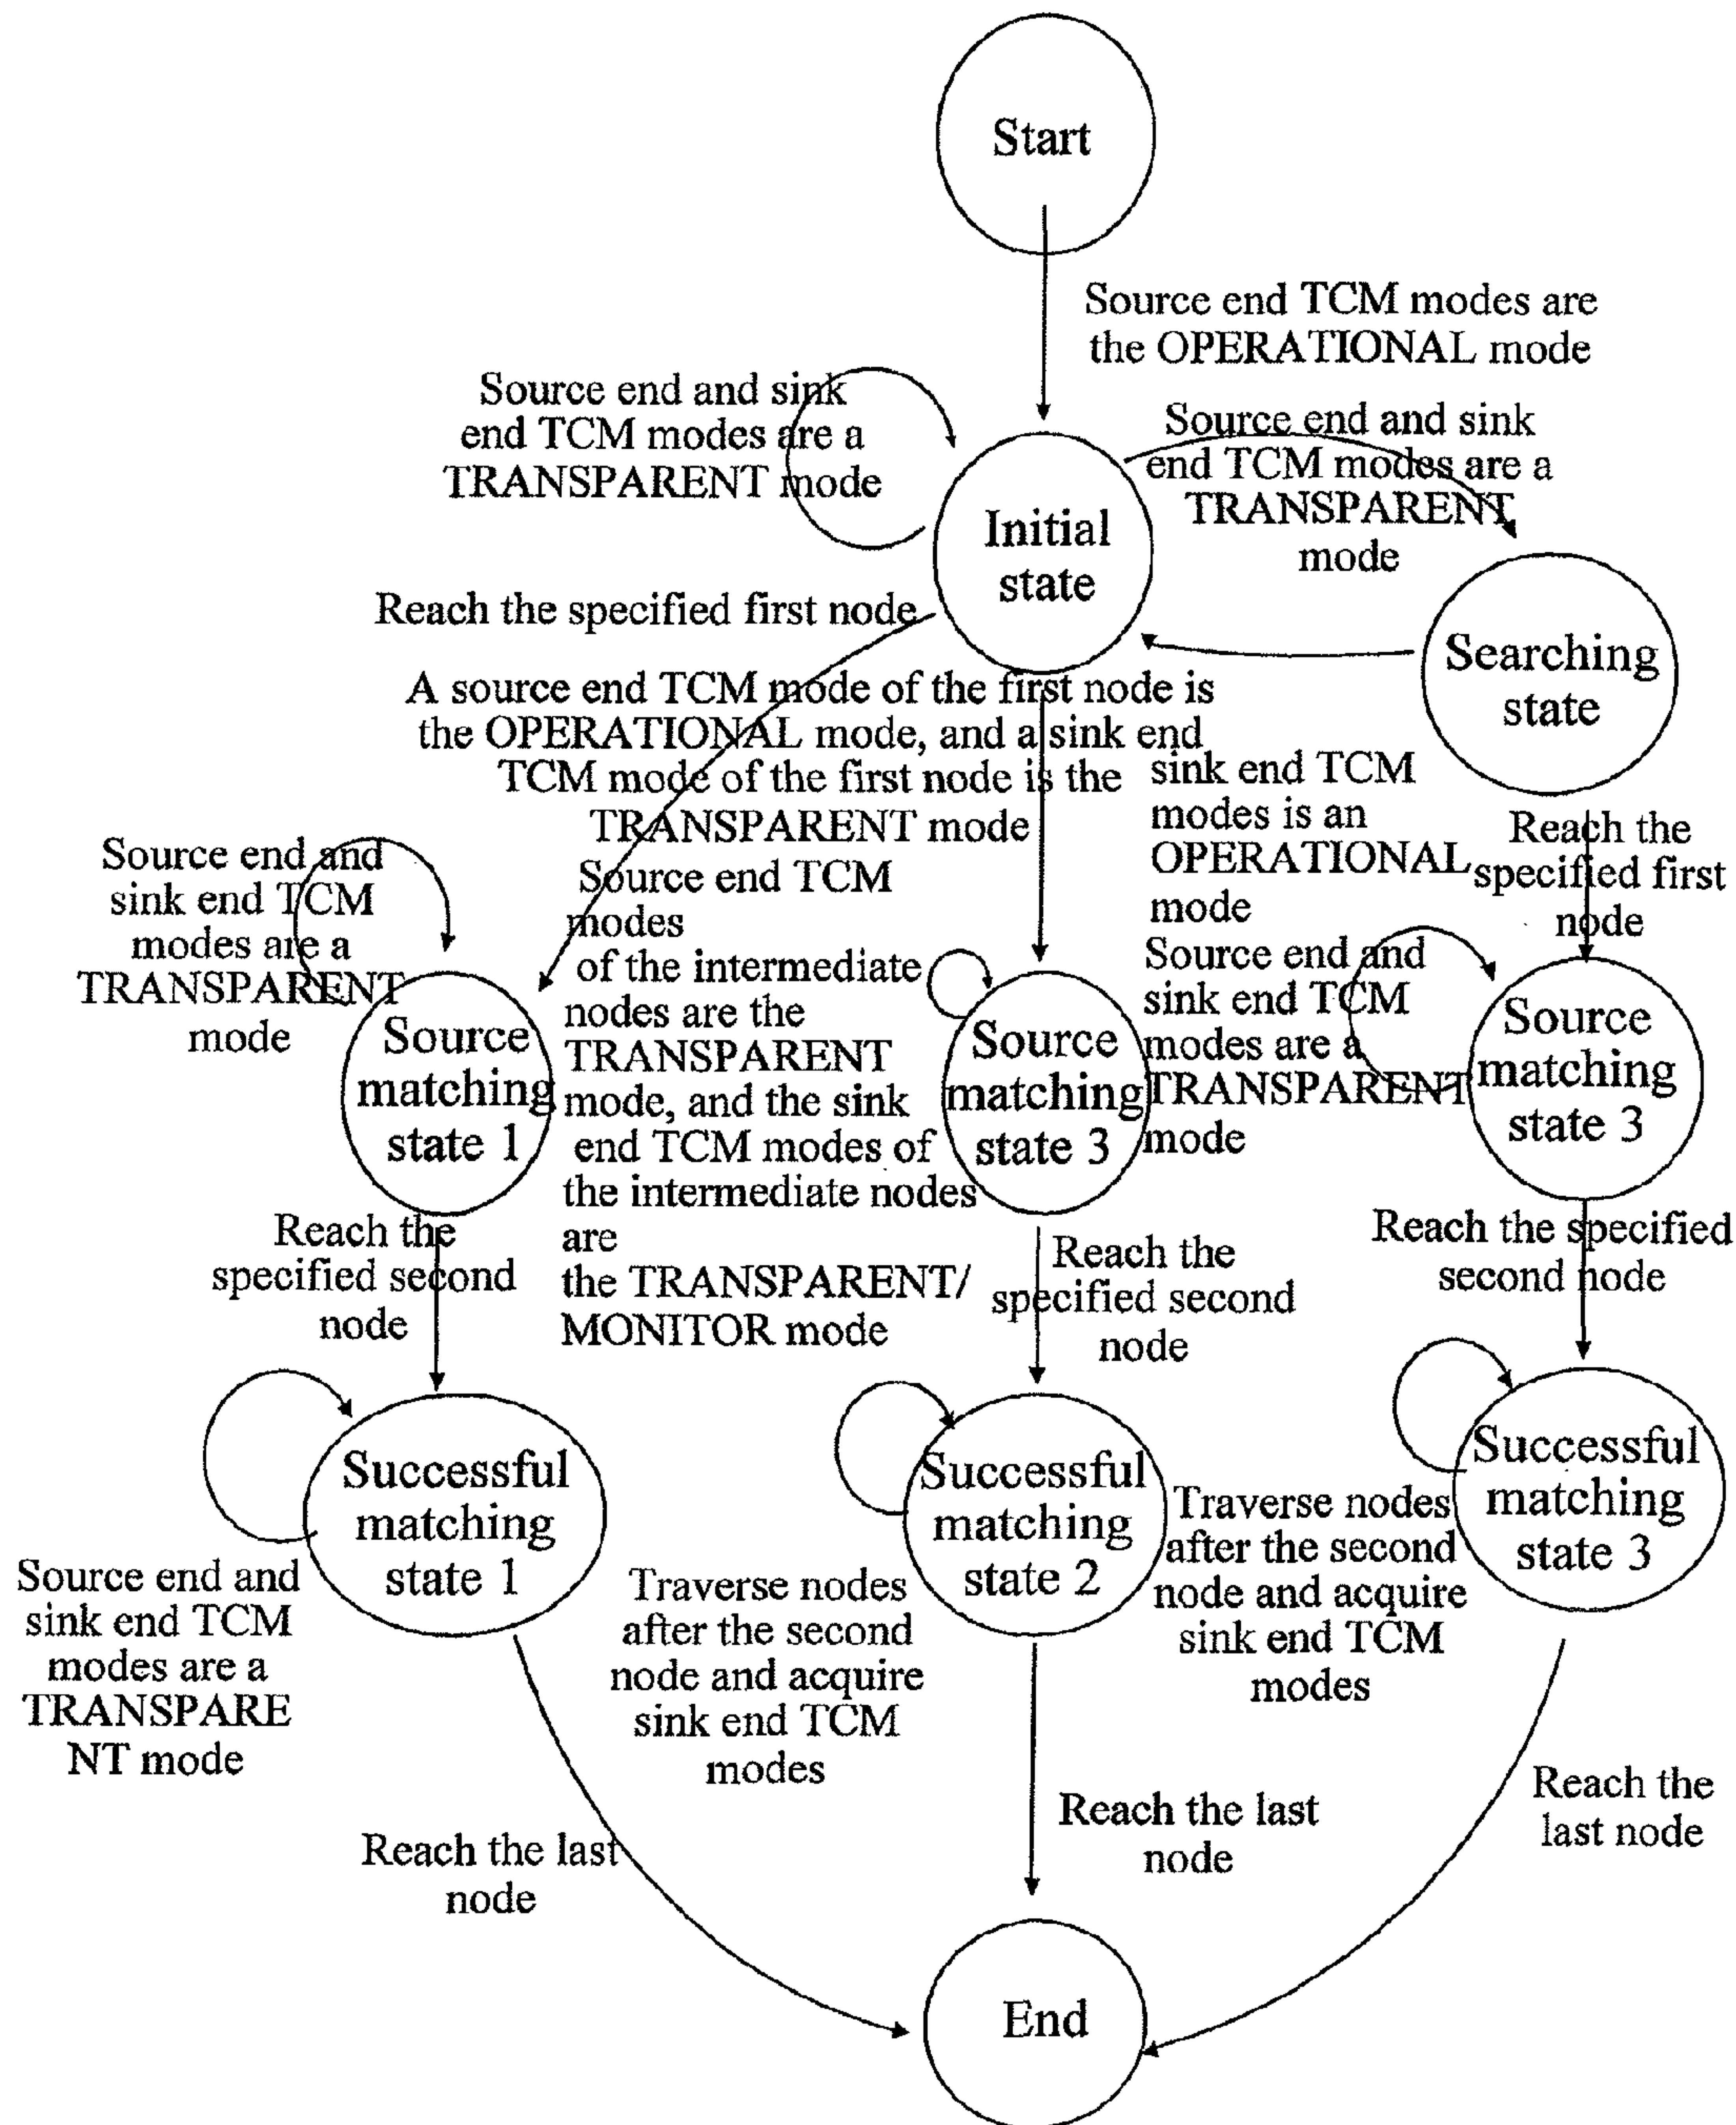 Start
Source end TCM modes are
the OPERATIONAL mode
Source end and sink
end TCM modes are a
TRANSPARENT mode
Source end and sink
end TCM modes are a
TRANSPARENT
mode
Initial
state
Reach the specified first node
Searching
state
A source end TCM mode of the first node is
the OPERATIONAL mode, and a sink end
TCM mode of the first node is the
TRANSPARENT mode
sink end TCM
modes is an
OPERATIONAL
mode
Reach the
specified first
node
Source end and
sink end TCM
modes are a
TRANSPARENT
mode
Source end TCM
modes
of the intermediate
nodes are the
TRANSPARENT
mode, and the sink
end TCM modes of
the intermediate nodes
are
the TRANSPARENT/
MONITOR mode
Source end and
sink end TCM
modes are a
TRANSPARENT
mode
Source
matching
state 1
Source
matching
state 3
Source
matching
state 3
Reach the
specified second
node
Reach the
specified second
node
Reach the specified
second node
Successful
matching
state 1
Successful
matching
state 2
Successful
matching
state 3
Source end and
sink end TCM
modes are a
TRANSPARE
NT mode
Traverse nodes
after the second
node and acquire
sink end TCM
modes
Traverse nodes
after the second
node and acquire
sink end TCM
modes
Reach the last
node
Reach the last
node
Reach the
last node
End